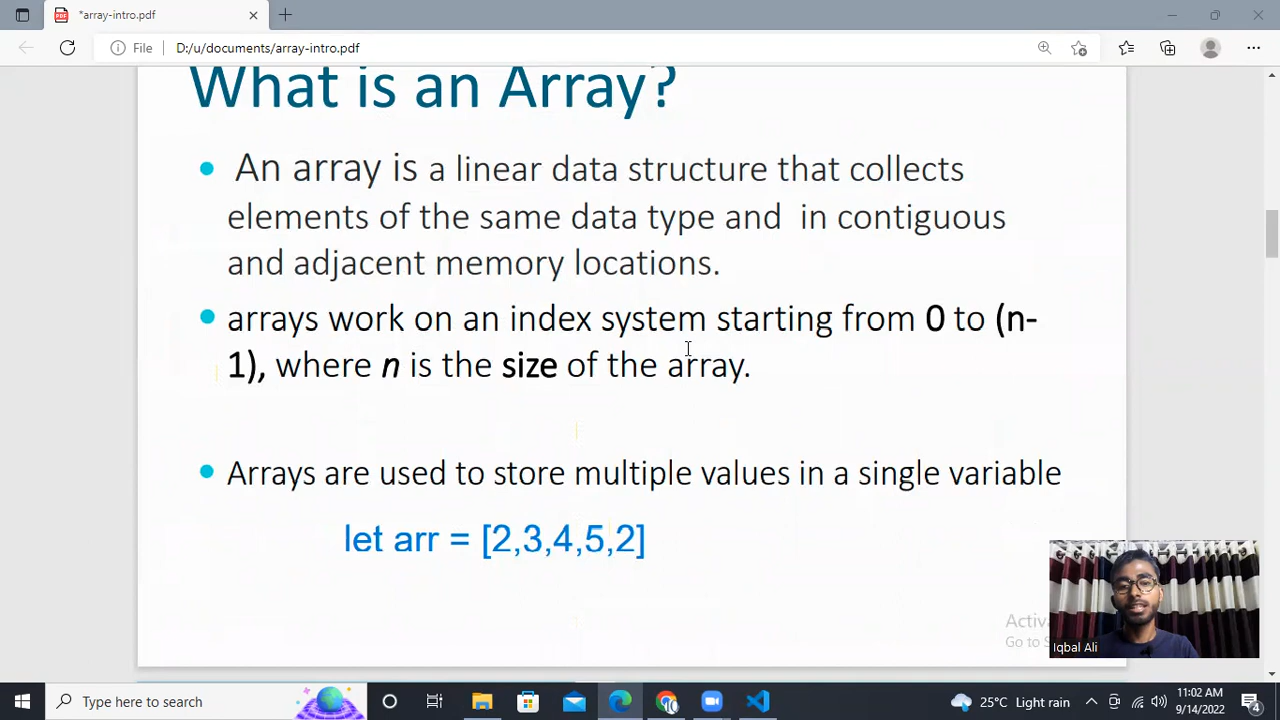 *array-intro.pdf
File D:/u/documents/array-intro.pdf
What is an Array?
An array is a linear data structure that collects
elements of the same data type and in contiguous
and adjacent memory locations.
arrays work on an index system starting from 0 to (n-
1), where n is the size of the array.
Arrays are used to store multiple values in a single variable
let arr = [2,3,4,5,2]
Go to
Iqbal Ali
Type here to search
25°C Light rain
11:02 AM
9/14/2022
4